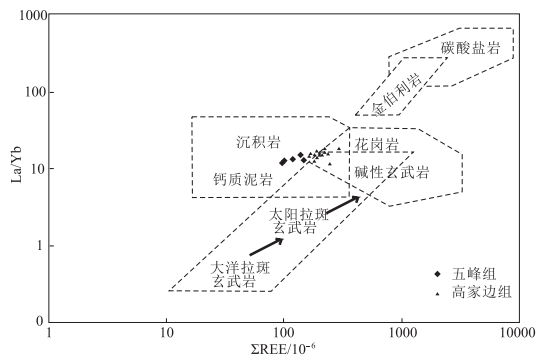 1000
100
10
1
0
La/Yb
碳酸盐岩
金伯利岩
沉积岩
钙质泥岩
花岗岩
碱性玄武岩
太阳拉斑
玄武岩
大洋拉斑
玄武岩
五峰组
高家边组
1
10
100
1000
10000
ΣREE/10⁻⁶